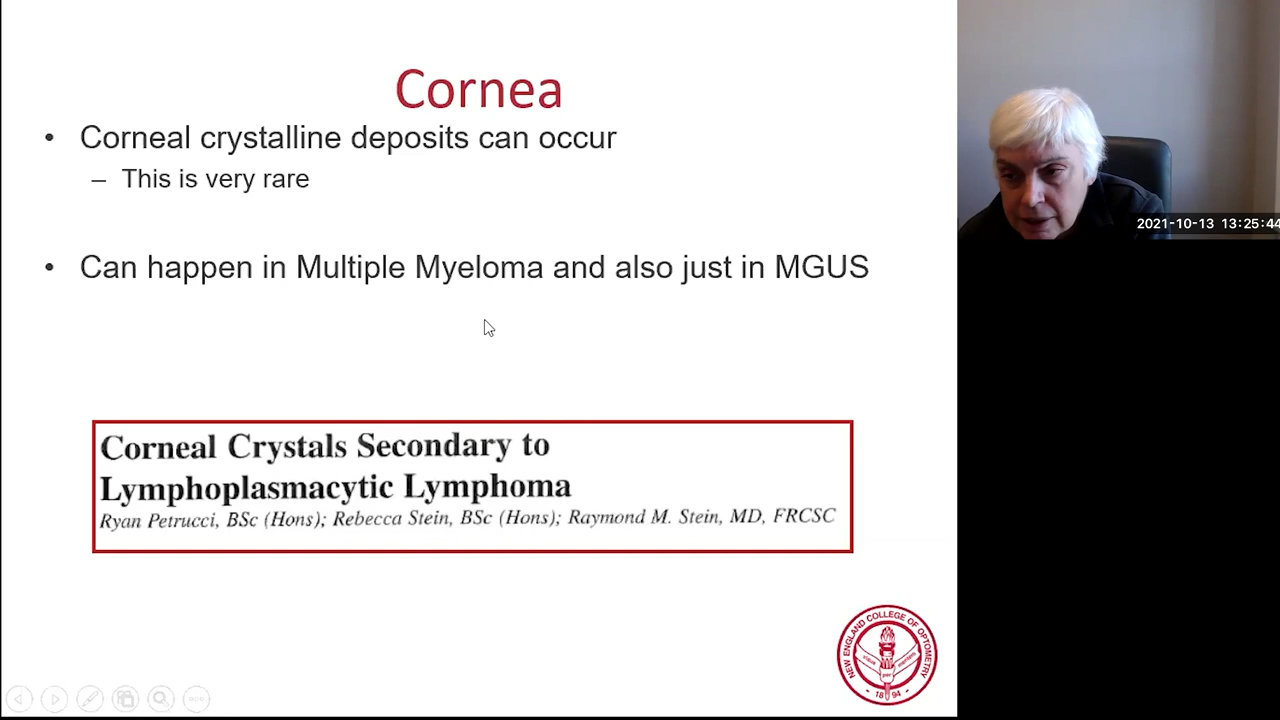 Cornea
• Corneal crystalline deposits can occur
– This is very rare
• Can happen in Multiple Myeloma and also just in MGUS
Corneal Crystals Secondary to
Lymphoplasmacytic Lymphoma
Ryan Petrucci, BSc (Hons); Rebecca Stein, BSc (Hons); Raymond M. Stein, MD, FRCSC
2021-10-13 13:25:44
NEW ENGLAND COLLEGE OF OPTOMETRY
1894